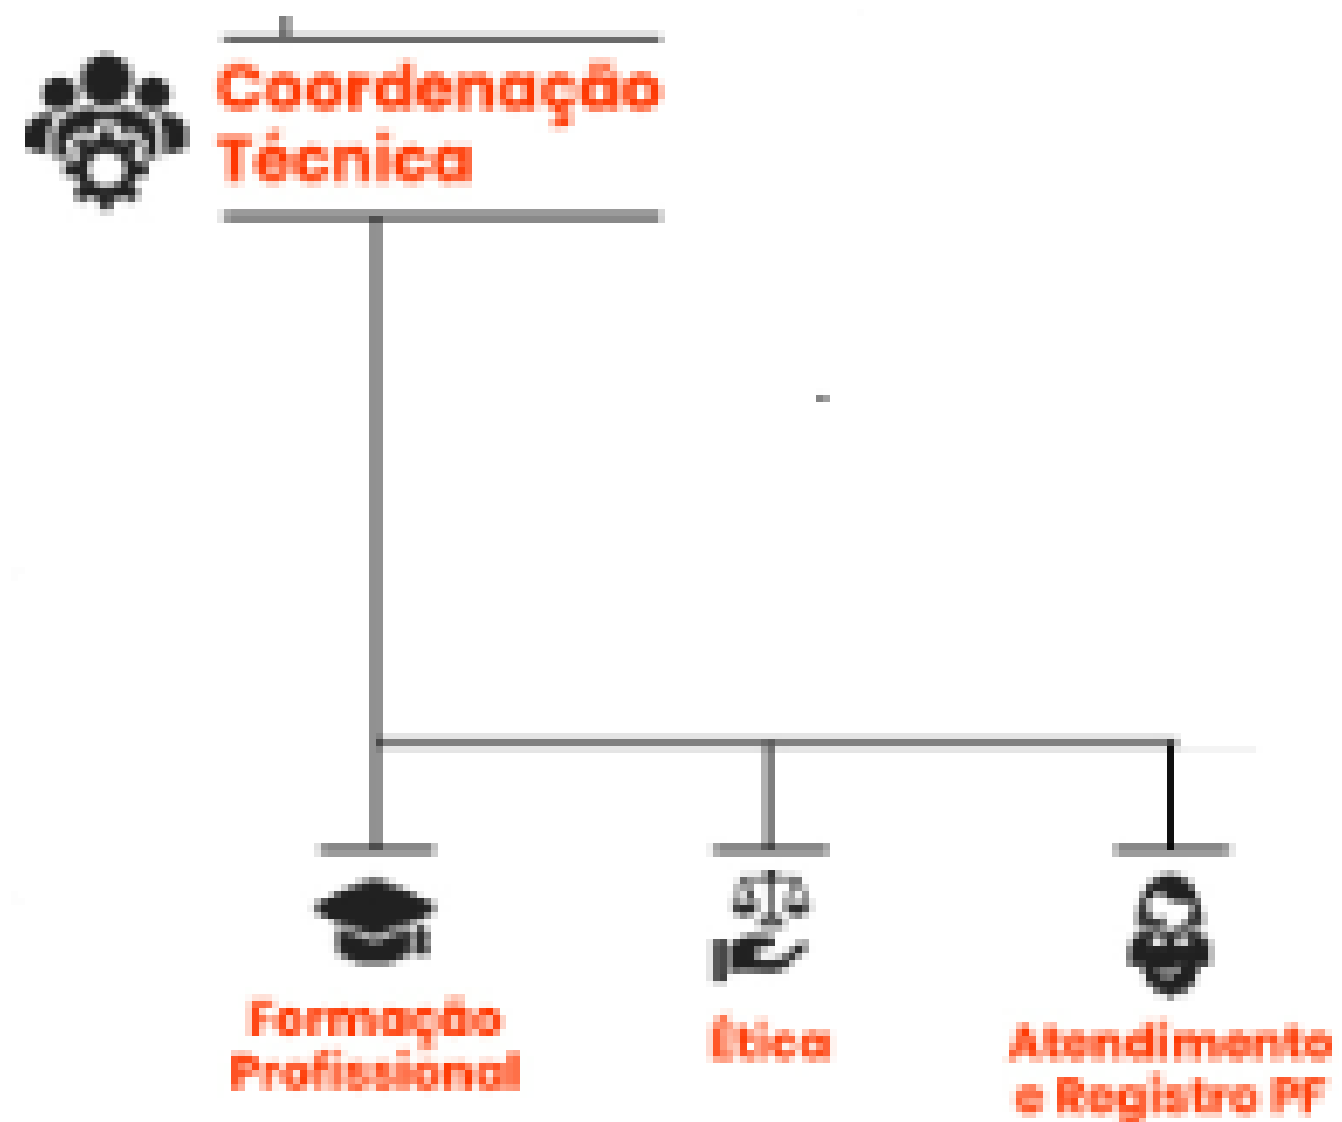 Coordenação
Técnica
Formação
Profissional
Ética
Atendimento
e Registro PF